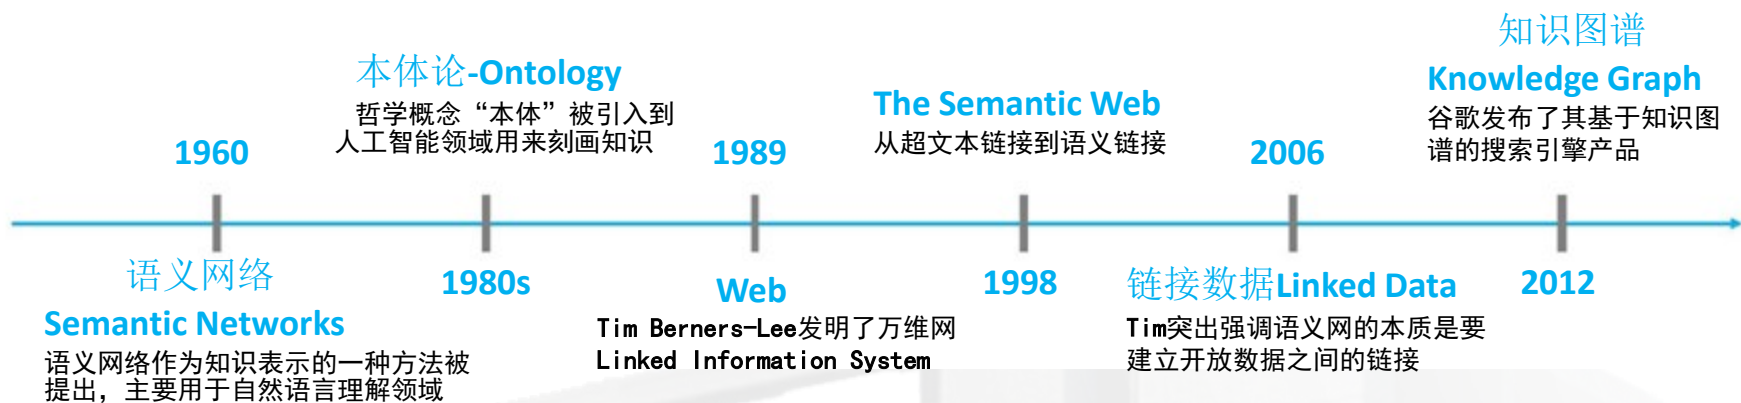 1960
语义网络
Semantic Networks
语义网络作为知识表示的一种方法被
提出，主要用于自然语言理解领域
本体论-Ontology
哲学概念“本体”被引入到
人工智能领域用来刻画知识
1980s
1989
Web
Tim Berners-Lee发明了万维网
Linked Information System
The Semantic Web
从超文本链接到语义链接
1998
2006
链接数据Linked Data
Tim突出强调语义网的本质是要
建立开放数据之间的链接
知识图谱
Knowledge Graph
谷歌发布了其基于知识图
谱的搜索引擎产品
2012